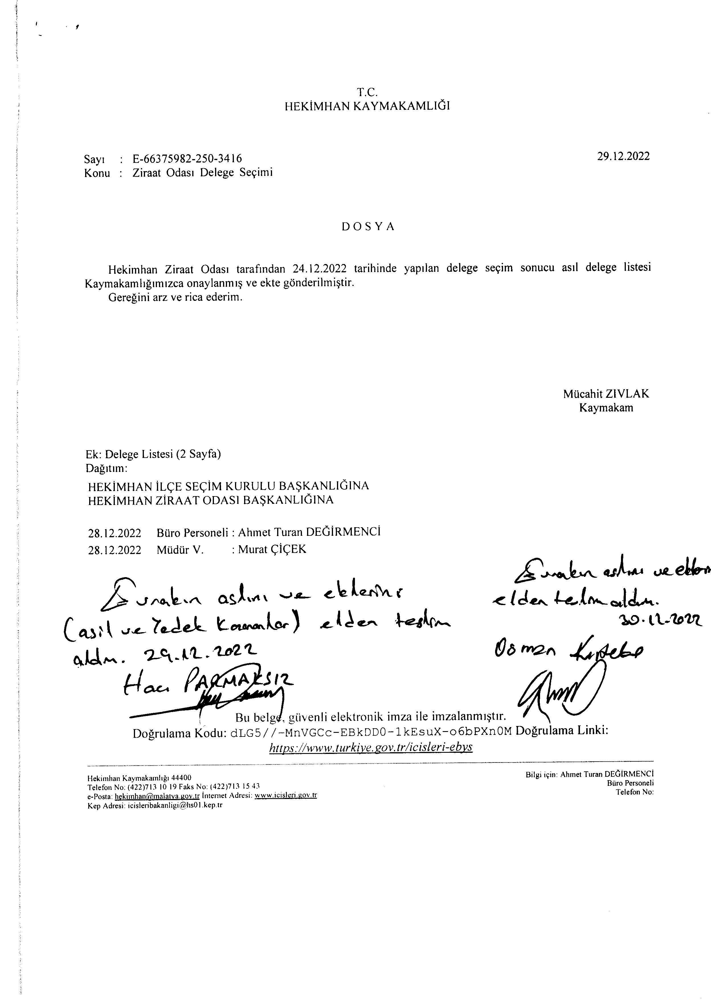 T.C.
HEKİMHAN KAYMAKAMLIĞI
Sayı : E-66375982-250-3416
29.12.2022
Konu : Ziraat Odası Delege Seçimi
D O S Y A
Hekimhan Ziraat Odası tarafından 24.12.2022 tarihinde yapılan delege seçim sonucu asıl delege listesi
Kaymakamlığımızca onaylanmış ve ekte gönderilmiştir.
Gereğini arz ve rica ederim.
Mücahit ZIVLAK
Kaymakam
Ek: Delege Listesi (2 Sayfa)
Dağıtım:
HEKİMHAN İLÇE SEÇİM KURULU BAŞKANLIĞINA
HEKİMHAN ZİRAAT ODASI BAŞKANLIĞINA
28.12.2022 Büro Personeli : Ahmet Turan DEĞİRMENCİ
28.12.2022 Müdür V. : Murat ÇİÇEK
Evrakın aslını ve eklerini
(asil ve Yedek) elden teslim
aldım. 29.12.2022
Hacı PARMAKSIZ
Evrakın aslını ve
elden teslim aldım.
30.12.2022
Osman
Bu belge, güvenli elektronik imza ile imzalanmıştır.
Doğrulama Kodu: dLG5//-MnVGCc-EBkDD0-1kEsuX-o6bPXn0M Doğrulama Linki:
https://www.turkiye.gov.tr/icisleri-ebys
Hekimhan Kaymakamlığı 44400
Telefon No: (422)713 10 19 Faks No: (422)713 15 43
e-Posta: hekimhan@malatya.gov.tr İnternet Adresi: www.icisleri.gov.tr
Kep Adresi: icisleribakanligi@hs01.kep.tr
Bilgi için: Ahmet Turan DEĞİRMENCİ
Büro Personeli
Telefon No: